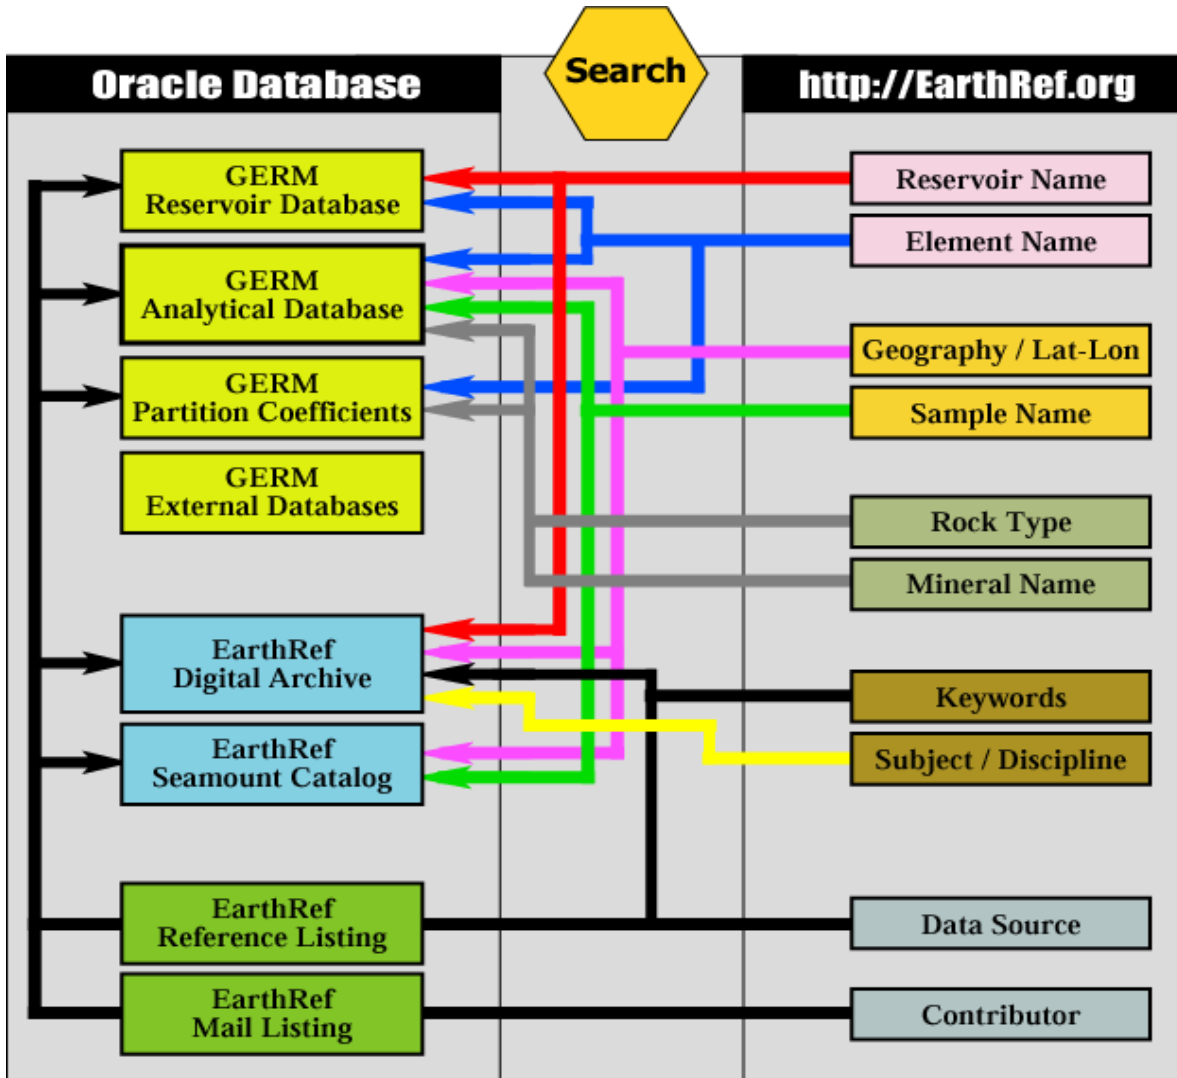 Search
Oracle Database
http://EarthRef.org
GERM
Reservoir Database
GERM
Analytical Database
GERM
Partition Coefficients
GERM
External Databases
EarthRef
Digital Archive
EarthRef
Seamount Catalog
EarthRef
Reference Listing
EarthRef
Mail Listing
Reservoir Name
Element Name
Geography / Lat-Lon
Sample Name
Rock Type
Mineral Name
Keywords
Subject / Discipline
Data Source
Contributor